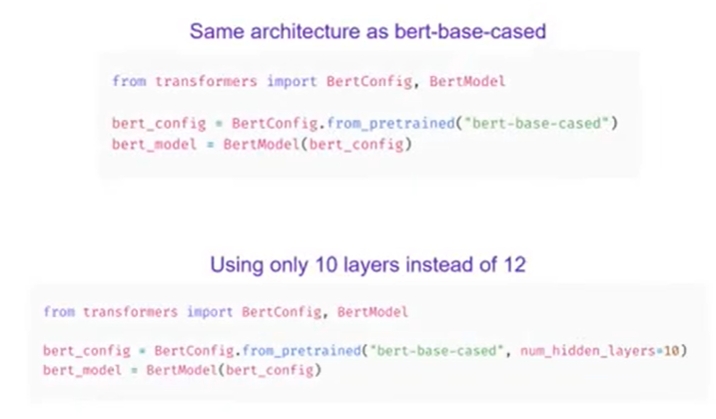 Same architecture as bert-base-cased
from transformers import BertConfig, BertModel
bert_config = BertConfig.from_pretrained("bert-base-cased")
bert_model = BertModel(bert_config)
Using only 10 layers instead of 12
from transformers import BertConfig, BertModel
bert_config = BertConfig.from_pretrained("bert-base-cased", num_hidden_layers=10)
bert_model = BertModel(bert_config)